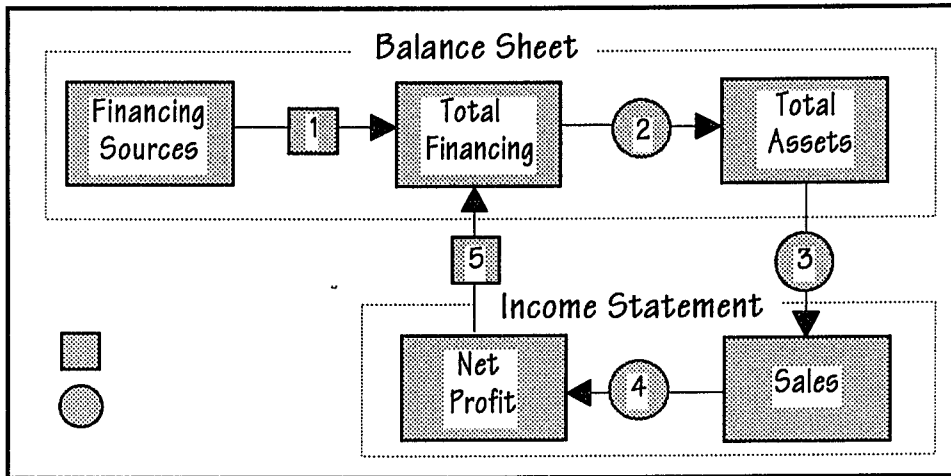 Balance Sheet
Financing
Sources
1
Total
Financing
2
Total
Assets
5
3
Income Statement
Net
Profit
4
Sales